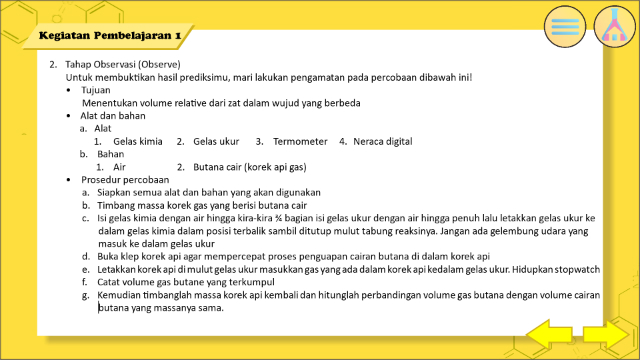 Kegiatan Pembelajaran 1
2. Tahap Observasi (Observe)
Untuk membuktikan hasil prediksimu, mari lakukan pengamatan pada percobaan dibawah ini!
• Tujuan
Menentukan volume relative dari zat dalam wujud yang berbeda
• Alat dan bahan
a. Alat
1. Gelas kimia 2. Gelas ukur 3. Termometer 4. Neraca digital
b. Bahan
1. Air 2. Butana cair (korek api gas)
• Prosedur percobaan
a. Siapkan semua alat dan bahan yang akan digunakan
b. Timbang massa korek gas yang berisi butana cair
c. Isi gelas kimia dengan air hingga kira-kira ¾ bagian isi gelas ukur dengan air hingga penuh lalu letakkan gelas ukur ke
dalam gelas kimia dalam posisi terbalik sambil ditutup mulut tabung reaksinya. Jangan ada gelembung udara yang
masuk ke dalam gelas ukur
d. Buka klep korek api agar mempercepat proses penguapan cairan butana di dalam korek api
e. Letakkan korek api di mulut gelas ukur masukkan gas yang ada dalam korek api kedalam gelas ukur. Hidupkan stopwatch
f. Catat volume gas butane yang terkumpul
g. Kemudian timbanglah massa korek api kembali dan hitunglah perbandingan volume gas butana dengan volume cairan
butana yang massanya sama.